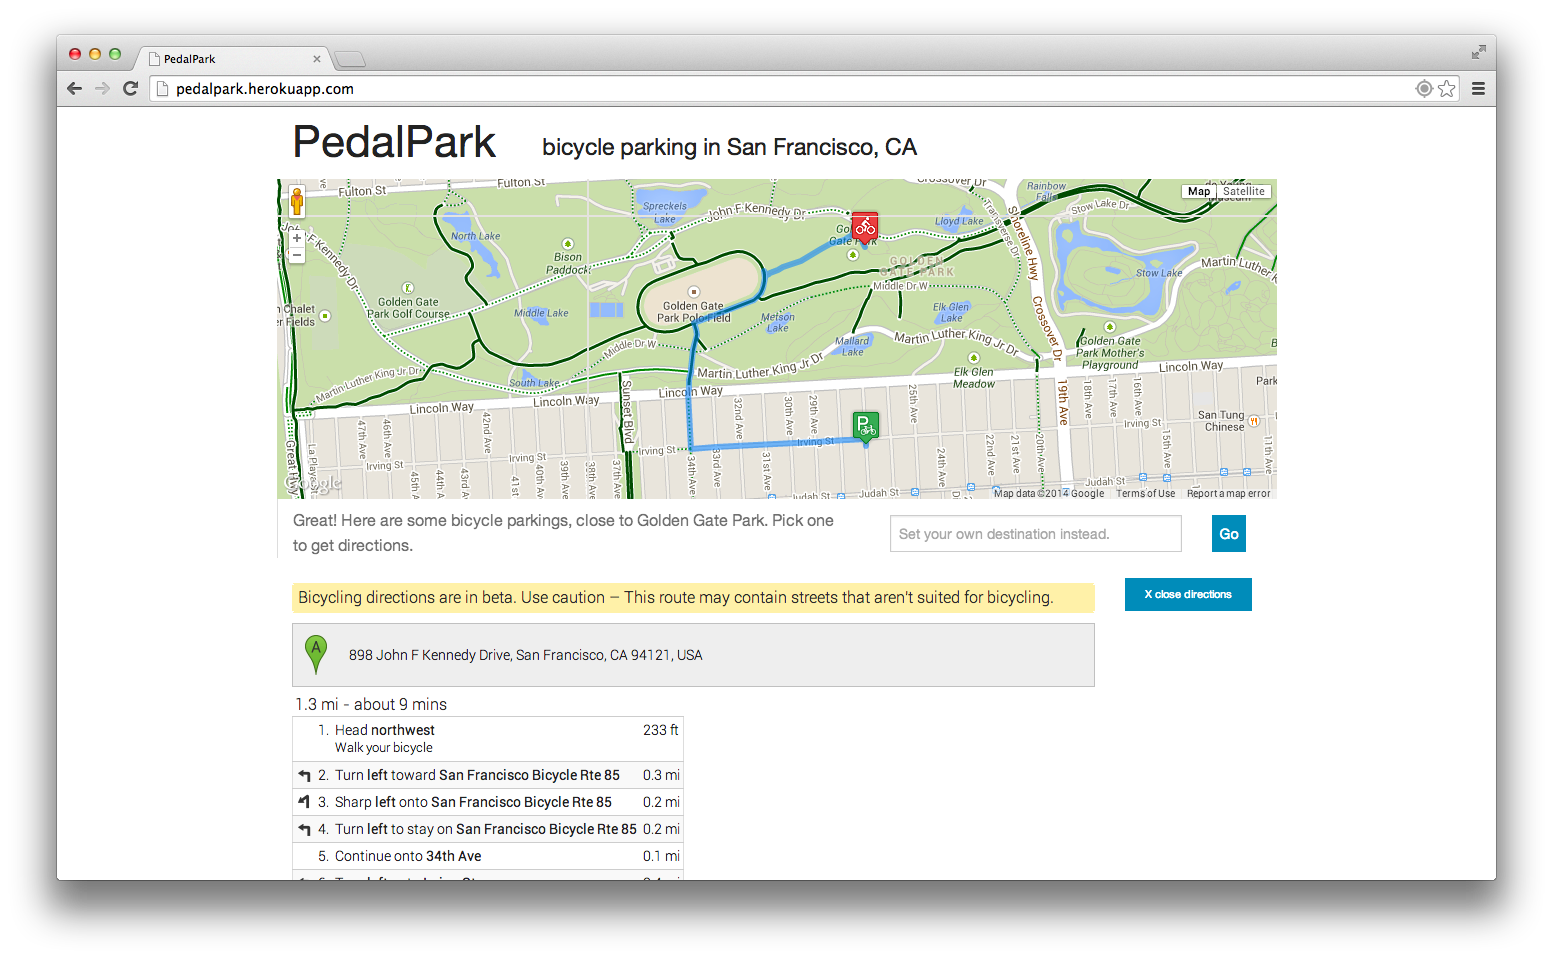 PedalPark
pedalpark.herokuapp.com
PedalPark
bicycle parking in San Francisco, CA
Fulton St
Fulton St
Crossover Dr
Rainbow
Falls
Map
Satellite
museum
Stow Lake Dr
Spreckels
Lake
John F Kennedy Dr
Lloyd Lake
Transverse Dr
Shoreline Hwy
North Lake
John F Kennedy Dr
Bison
Paddock
Gate Park
GOLDEN
GATE PARK
Stow Lake
Martin Luther
Middle Dr W
Golden Gate
Park Golf Course
Golden Gate
Park Polo Field
Middle Lake
Metson
Lake
Elk Glen
Lake
Crossover Dr
Chalet
er Fields
Middle Dr W
Mallard
Lake
Martin Luther King Jr Dr
Golden Gate
Park Mother's
Playground
Martin Luther King Jr Dr
South Lake
Martin Luther King Jr Dr
Elk Glen
Meadow
Lincoln Way
Lincoln Way
Lincoln Way
Lincoln Way
Sunset Blvd
19th Ave
Park
San Tung
Chinese
47th Ave
46th Ave
42nd Ave
32nd Ave
30th Ave
29th Ave
25th Ave
18th Ave
17th Ave
16th Ave
Irving St
Irving St
Irving St
Irving St
Irving St
Great Hwy
La Playa
45th Ave
44th Ave
43rd Ave
41st
40th Ave
39th Ave
38th Ave
37th Ave
34th Ave
33rd Ave
31st Ave
24th Ave
22nd Ave
21st Ave
20th Ave
15th Ave
11th Ave
Google
Judah St
Judah St
Judah St
Map data ©2014 Google
Terms of Use
Report a map error
Great! Here are some bicycle parkings, close to Golden Gate Park. Pick one
to get directions.
Set your own destination instead.
Go
Bicycling directions are in beta. Use caution – This route may contain streets that aren't suited for bicycling.
X close directions
A
898 John F Kennedy Drive, San Francisco, CA 94121, USA
1.3 mi - about 9 mins
1. Head northwest 233 ft
Walk your bicycle
2. Turn left toward San Francisco Bicycle Rte 85 0.3 mi
3. Sharp left onto San Francisco Bicycle Rte 85 0.2 mi
4. Turn left to stay on San Francisco Bicycle Rte 85 0.2 mi
5. Continue onto 34th Ave 0.1 mi